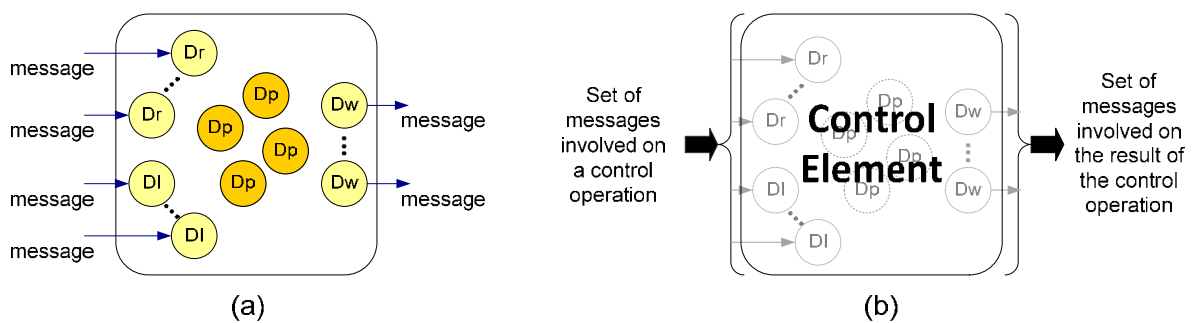 Dr
message
Dr
message
Dl
message
Dl
message
Dp
Dp
Dp
Dp
Dw
message
Dw
message
(a)
Set of
messages
involved on
a control
operation
Dr
Dr
Dl
Dl
Dp
Dp
Dp
Dp
Control
Element
Dw
Dw
Set of
messages
involved on
the result of
the control
operation
(b)